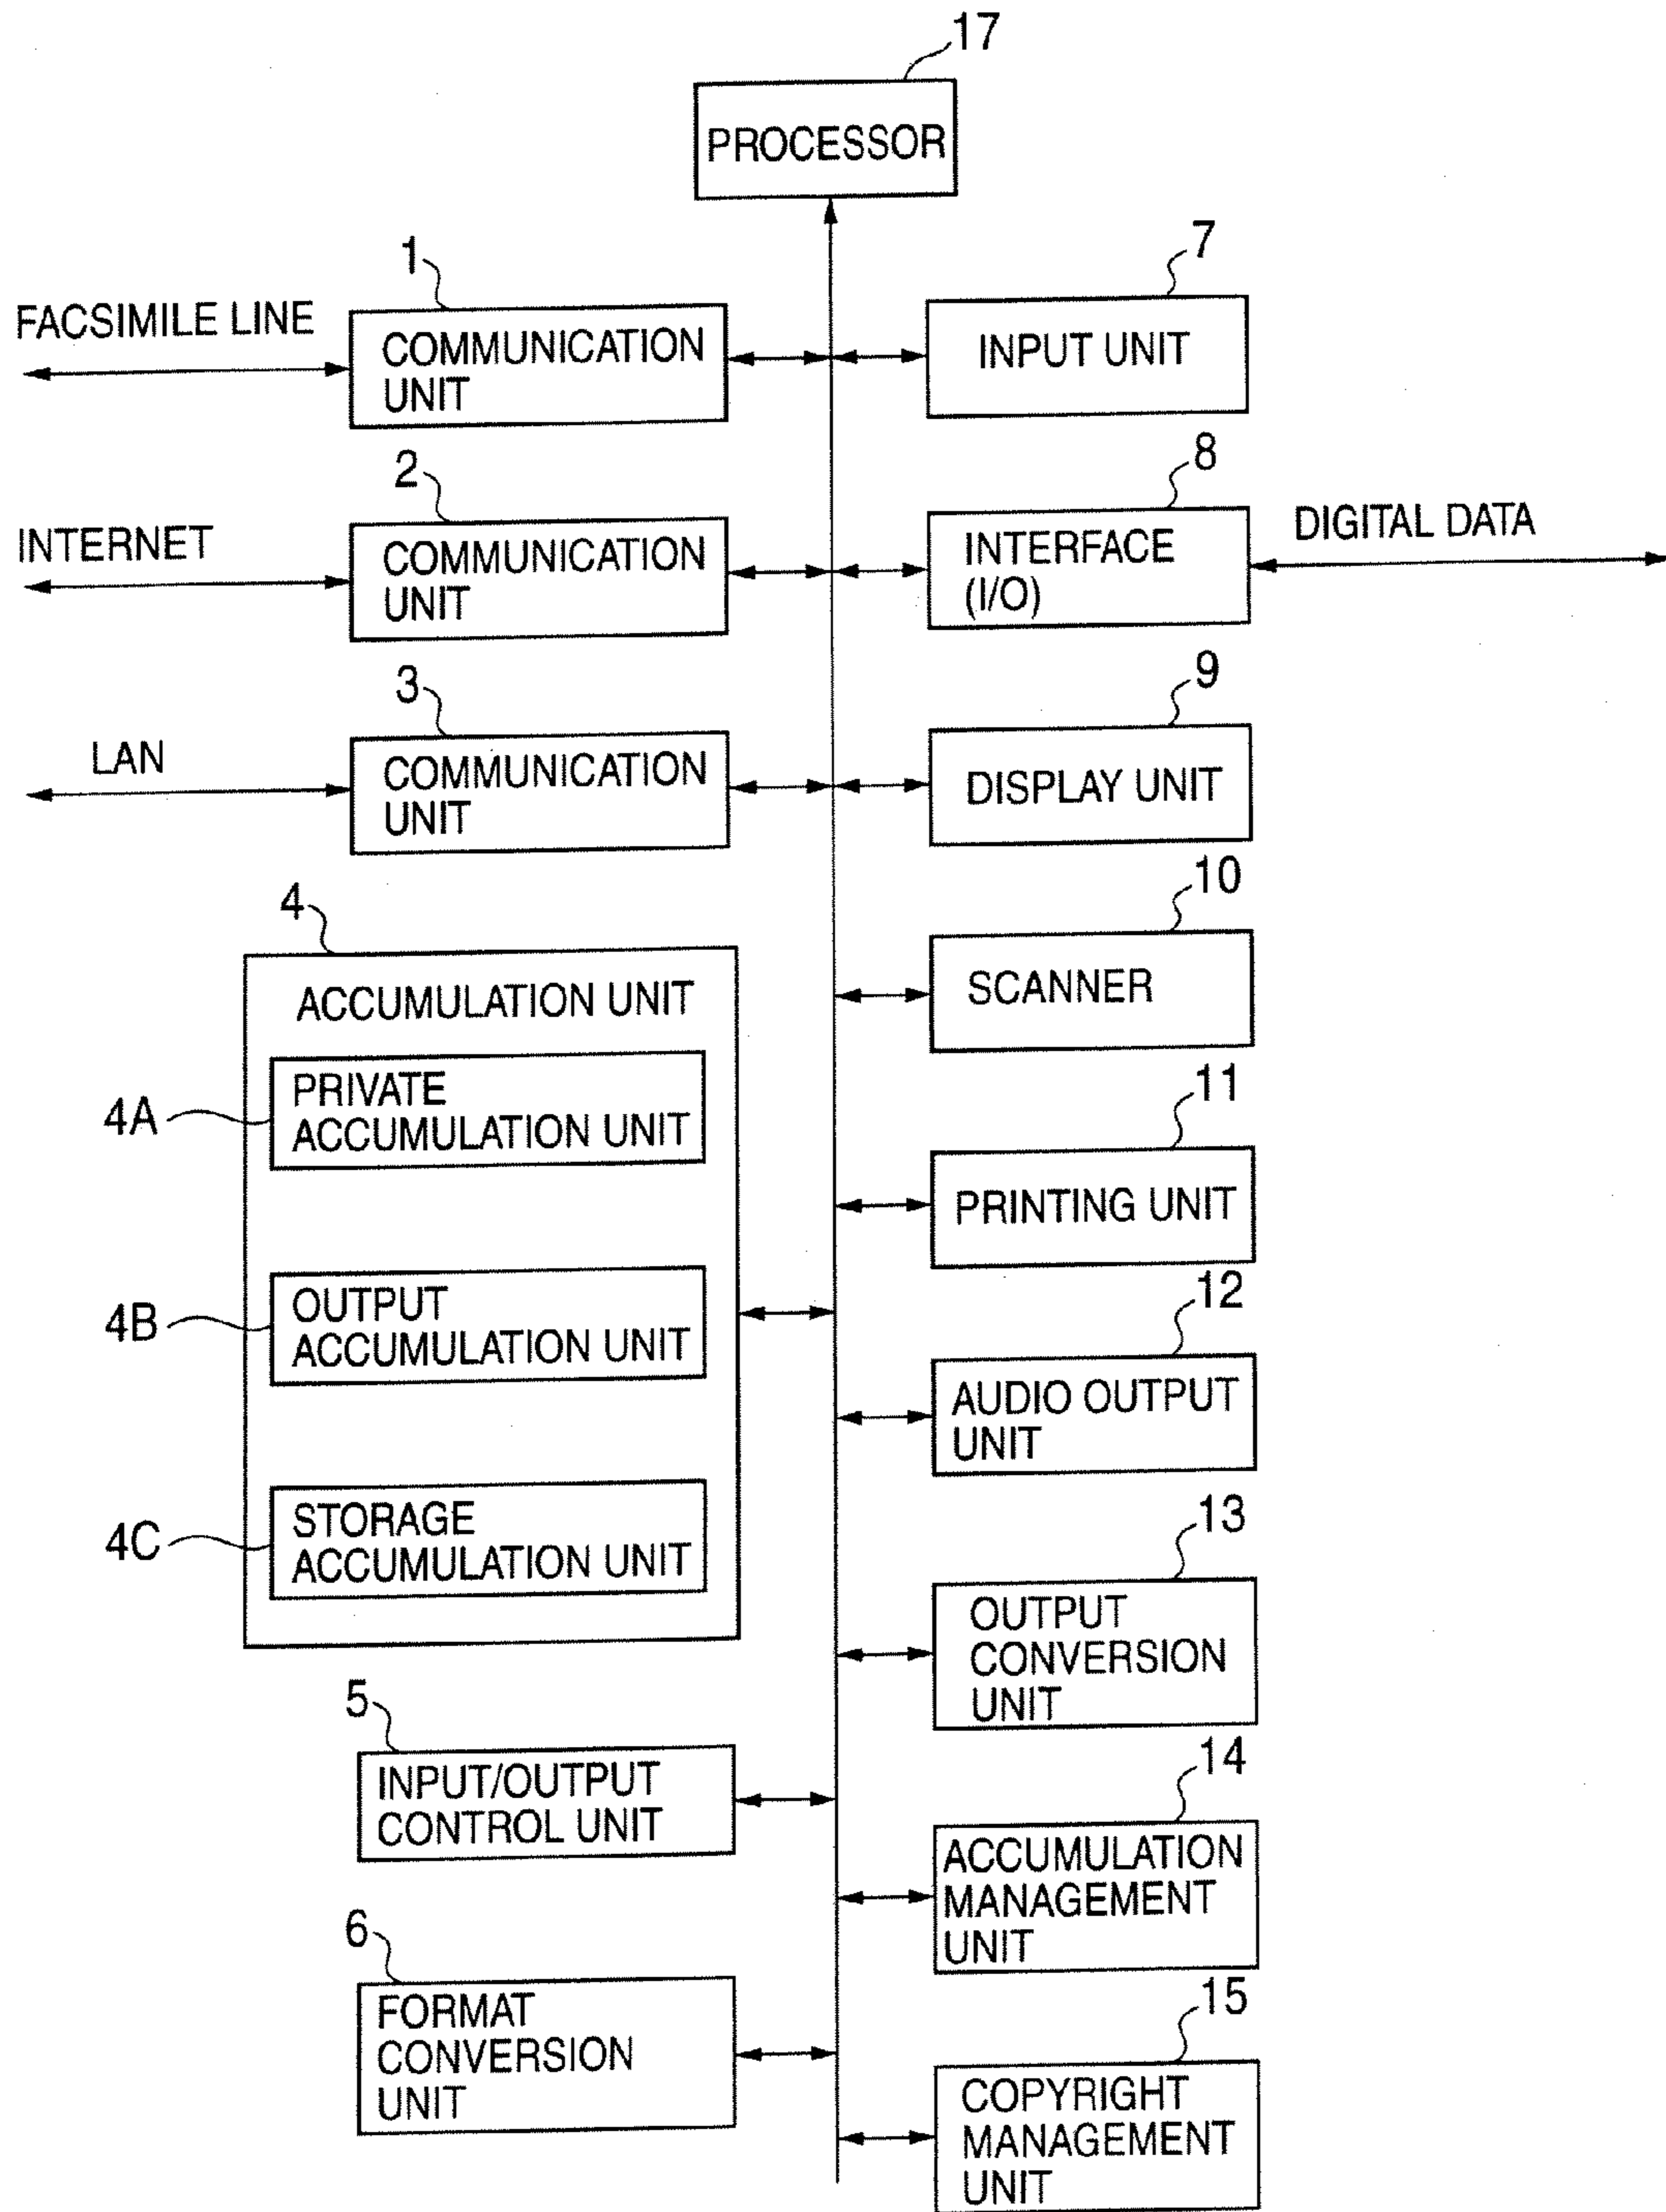 17
PROCESSOR
1
FACSIMILE LINE
COMMUNICATION
UNIT
7
INPUT UNIT
2
INTERNET
COMMUNICATION
UNIT
8
INTERFACE
(I/O)
DIGITAL DATA
3
LAN
COMMUNICATION
UNIT
9
DISPLAY UNIT
4
ACCUMULATION UNIT
4A
PRIVATE
ACCUMULATION UNIT
4B
OUTPUT
ACCUMULATION UNIT
4C
STORAGE
ACCUMULATION UNIT
10
SCANNER
11
PRINTING UNIT
12
AUDIO OUTPUT
UNIT
13
OUTPUT
CONVERSION
UNIT
5
INPUT/OUTPUT
CONTROL UNIT
14
ACCUMULATION
MANAGEMENT
UNIT
6
FORMAT
CONVERSION
UNIT
15
COPYRIGHT
MANAGEMENT
UNIT